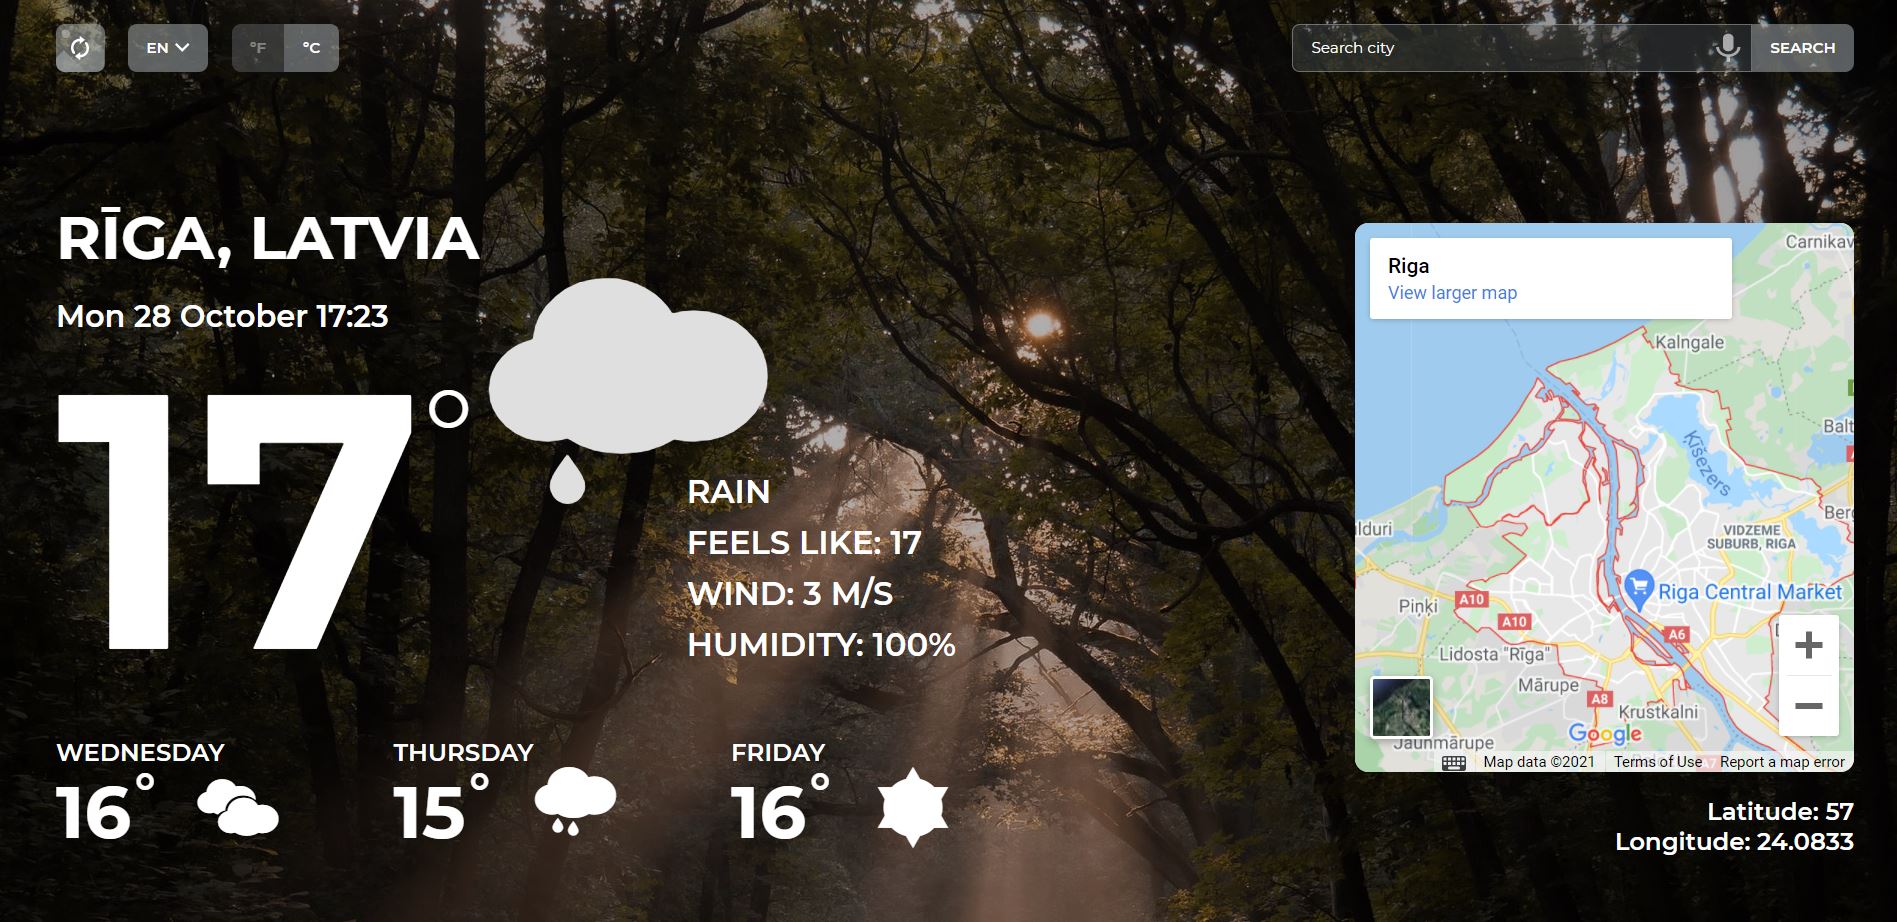 EN
°F
°C
Search city
SEARCH
RĪGA, LATVIA
Mon 28 October 17:23
17°
RAIN
FEELS LIKE: 17
WIND: 3 M/S
HUMIDITY: 100%
WEDNESDAY
16°
THURSDAY
15°
FRIDAY
16°
Riga
View larger map
Carnikav
Kalngale
Balt
Ķīšezers
Berg
lduri
VIDZEME
SUBURB, RIGA
Riga Central Market
Piņķi
A10
A10
A6
Lidosta "Rīga"
Mārupe
A8
Ķrustkalni
Google
Jaunmārupe
A7
Map data ©2021
Terms of Use
Report a map error
Latitude: 57
Longitude: 24.0833